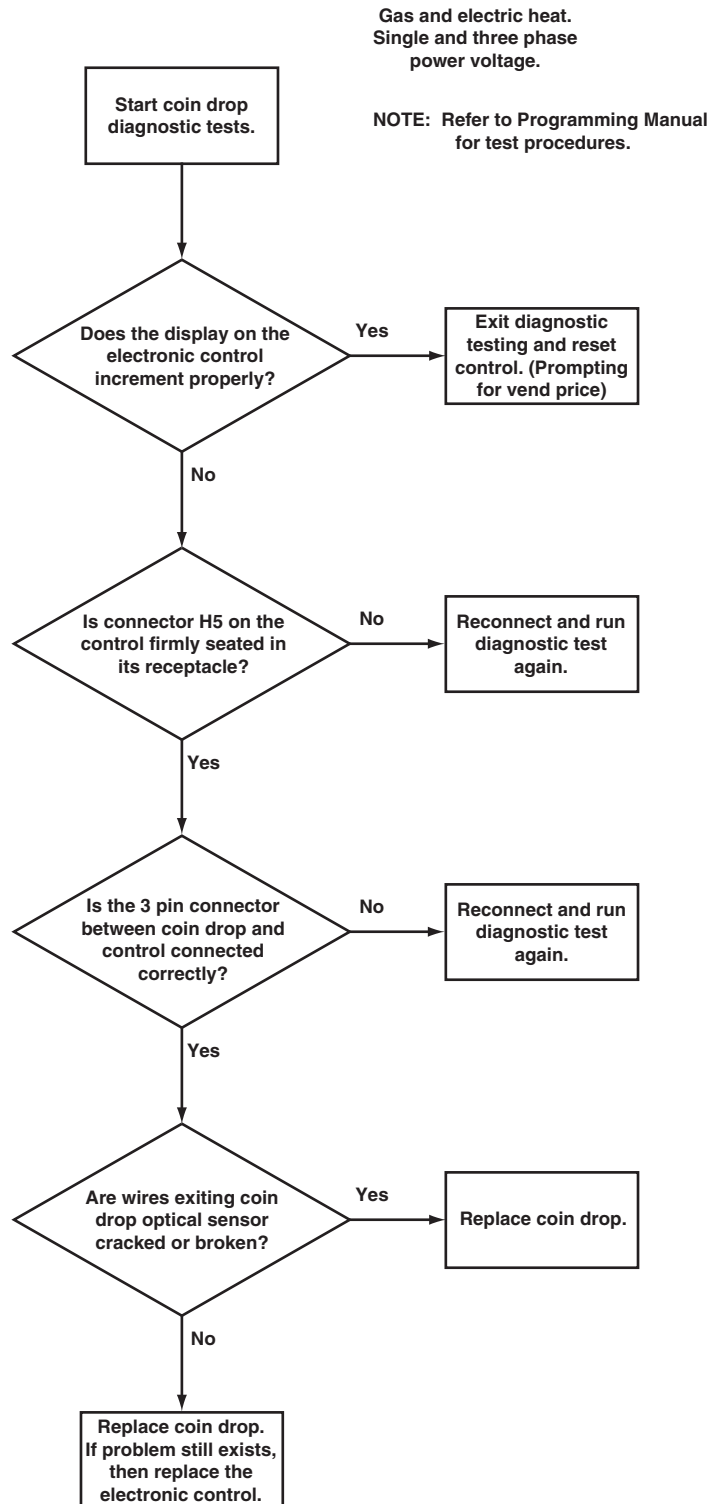 Gas and electric heat.
Single and three phase
power voltage.
NOTE: Refer to Programming Manual
for test procedures.
Start coin drop
diagnostic tests.
Does the display on the
electronic control
increment properly?
Yes
Exit diagnostic
testing and reset
control. (Prompting
for vend price)
No
Is connector H5 on the
control firmly seated in
its receptacle?
No
Reconnect and run
diagnostic test
again.
Yes
Is the 3 pin connector
between coin drop and
control connected
correctly?
No
Reconnect and run
diagnostic test
again.
Yes
Are wires exiting coin
drop optical sensor
cracked or broken?
Yes
Replace coin drop.
No
Replace coin drop.
If problem still exists,
then replace the
electronic control.